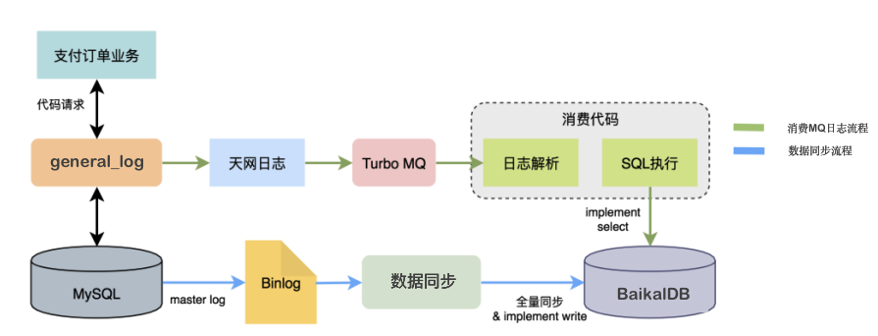 支付订单业务
代码请求
general_log
天网日志
Turbo MQ
消费代码
日志解析
SQL执行
消费MQ日志流程
数据同步流程
implement
select
MySQL
master log
Binlog
数据同步
全量同步
& implement write
BaikalDB